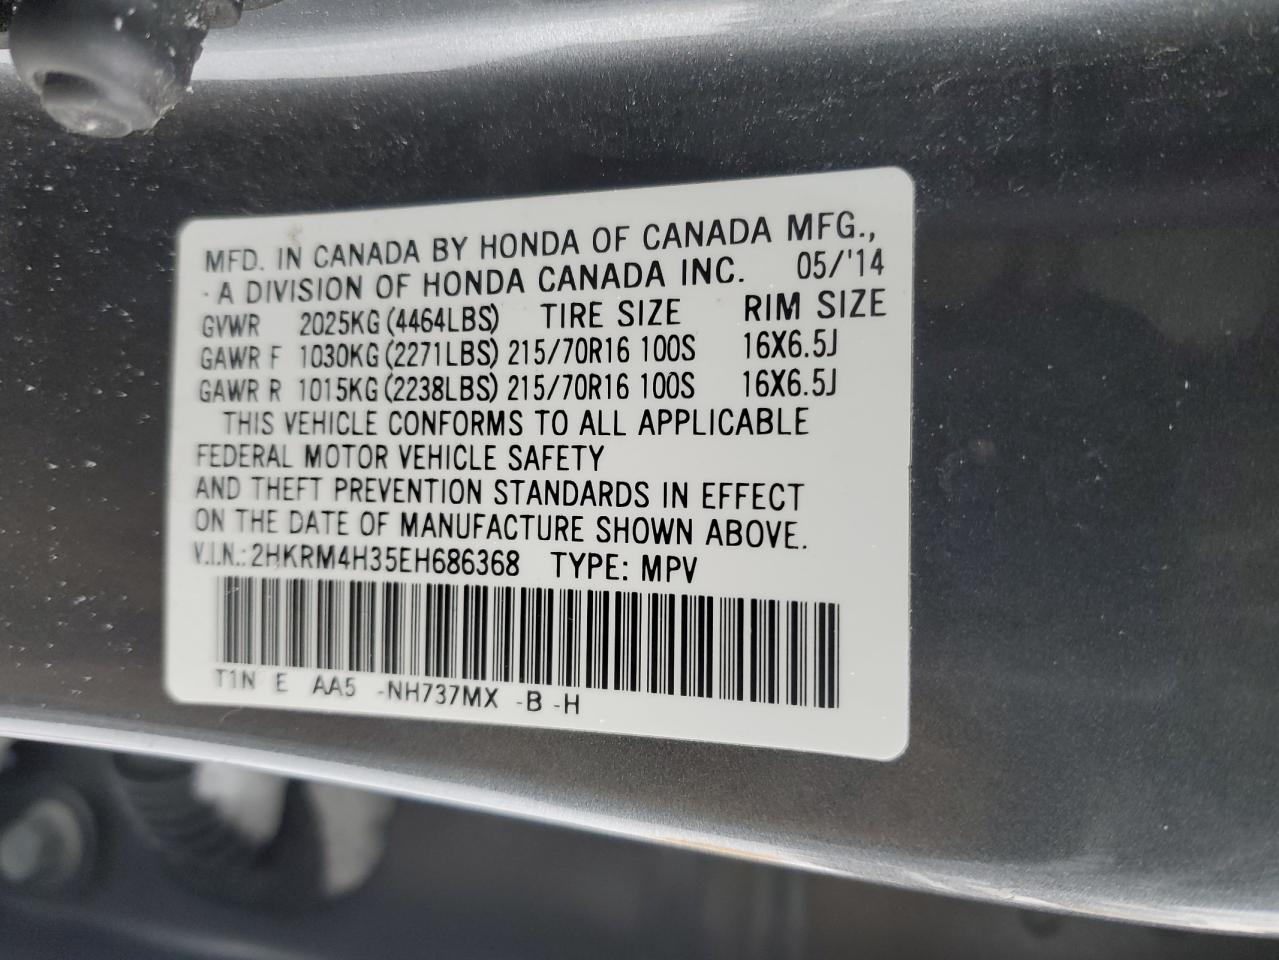 MFD. IN CANADA BY HONDA OF CANADA MFG.,
A DIVISION OF HONDA CANADA INC. 05/'14
GVWR 2025KG (4464LBS) TIRE SIZE RIM SIZE
GAWR F 1030KG (2271LBS) 215/70R16 100S 16X6.5J
GAWR R 1015KG (2238LBS) 215/70R16 100S 16X6.5J
THIS VEHICLE CONFORMS TO ALL APPLICABLE
FEDERAL MOTOR VEHICLE SAFETY
AND THEFT PREVENTION STANDARDS IN EFFECT
ON THE DATE OF MANUFACTURE SHOWN ABOVE.
V.I.N.: 2HKRM4H35EH686368 TYPE: MPV
T1N E AA5 -NH737MX -B -H